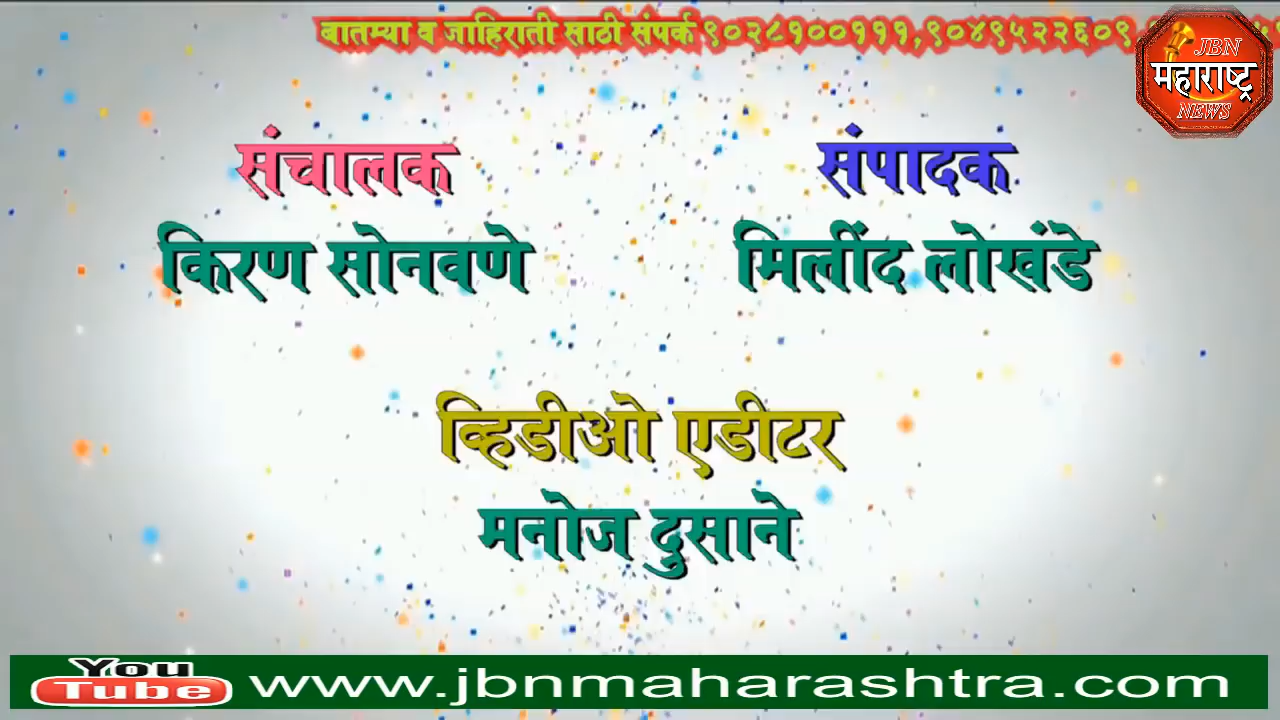 बातम्या व जाहिराती साठी संपर्क ९०२८१००१११,९०४९५२२६०९
JBN
महाराष्ट्र
NEWS
संचालक
संपादक
किरण सोनवणे
मिलींद लोखंडे
व्हिडीओ एडीटर
मनोज दुसाने
You
Tube
www.jbnmaharashtra.com